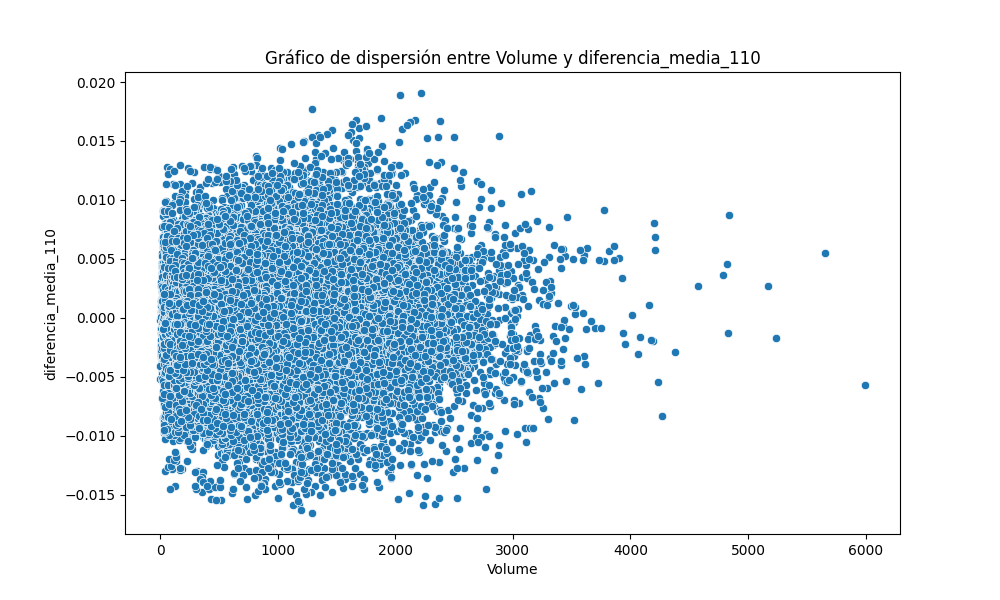 Gráfico de dispersión entre Volume y diferencia_media_110
diferencia_media_110
0.020
0.015
0.010
0.005
0.000
−0.005
−0.010
−0.015
0 1000 2000 3000 4000 5000 6000
Volume